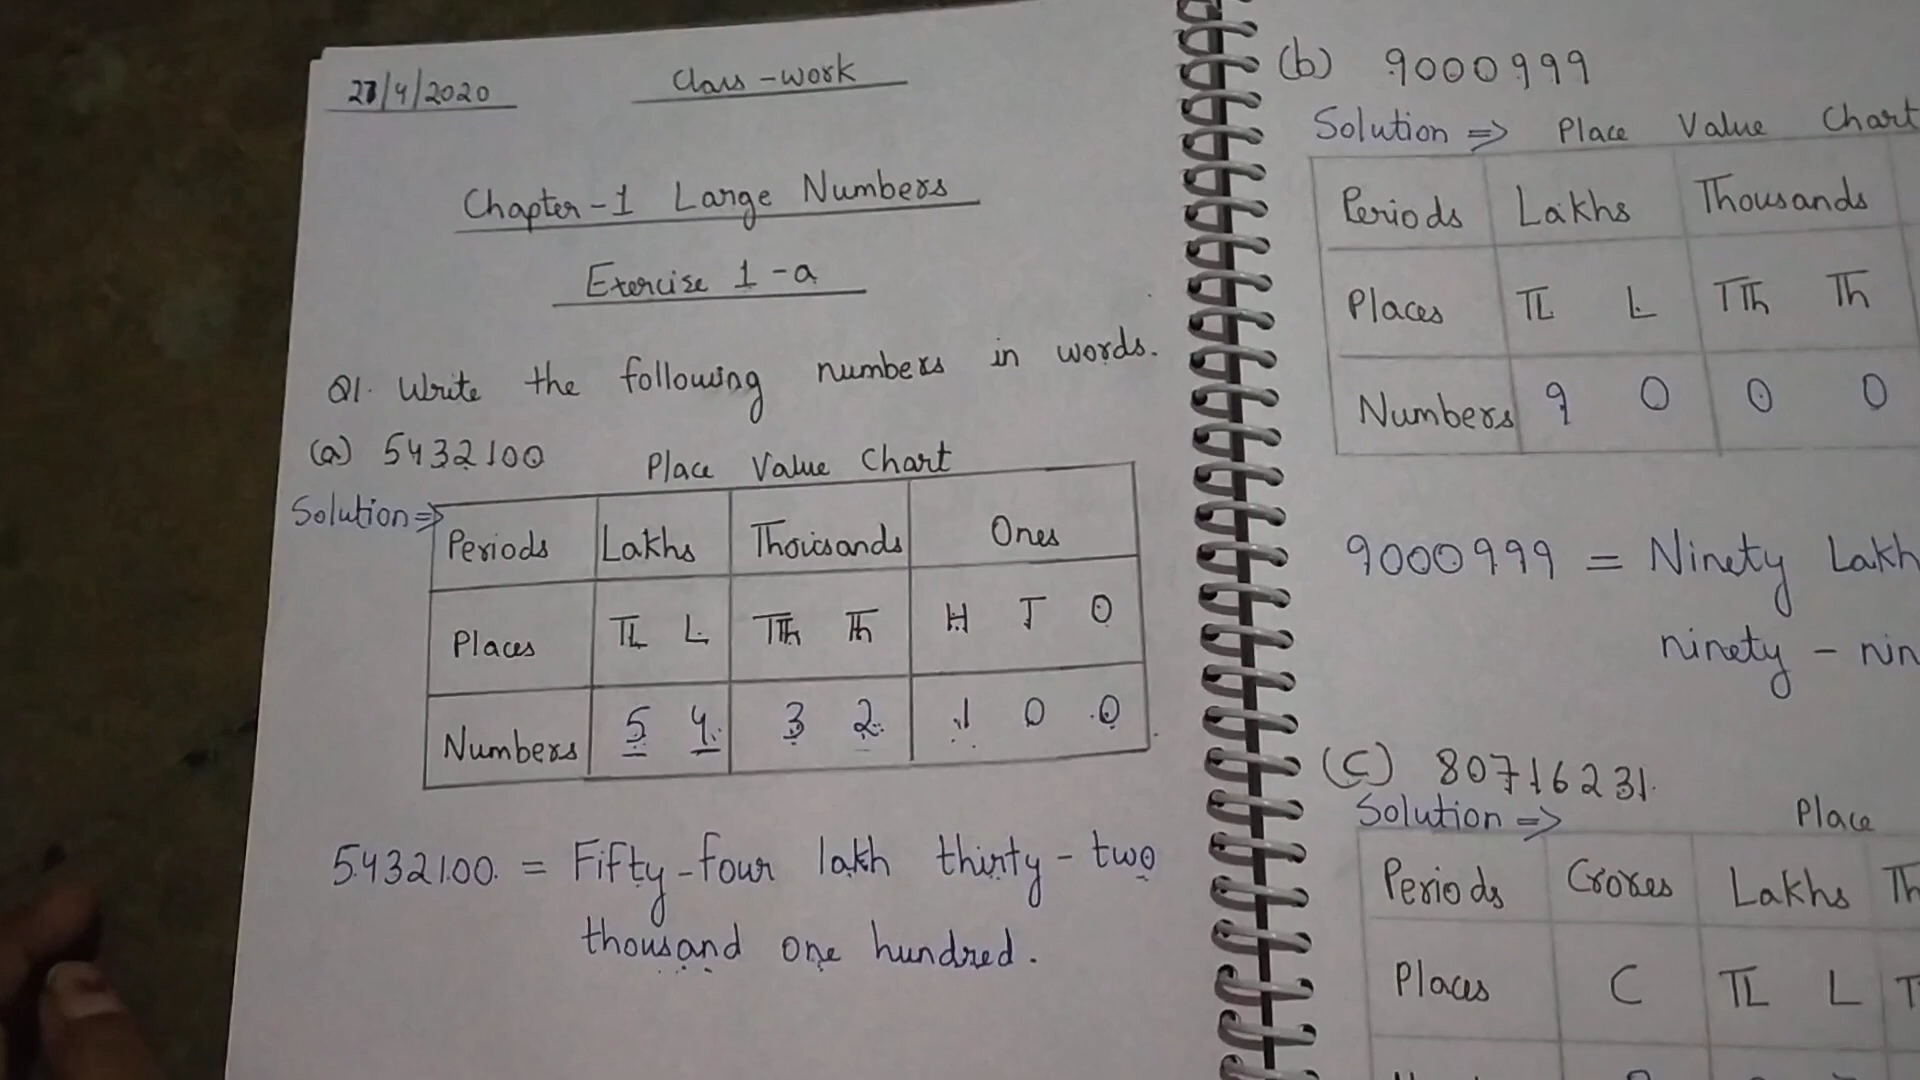 27/4/2020 Class-work
Chapter-1 Large Numbers
Exercise 1-a
Q1. Write the following numbers in words.
(a) 5432100 Place Value Chart
Solution⇒
Periods Lakhs Thousands Ones
Places TL L TTh Th H T O
Numbers 5 4 3 2 1 0 0
5432100 = Fifty-four lakh thirty-two
thousand one hundred.
(b) 9000999
Solution ⇒ Place Value Chart
Periods Lakhs Thousands
Places TL L TTh Th
Numbers 9 0 0 0
9000999 = Ninety Lakh
ninety - nin
(c) 80716231.
Solution ⇒ Place
Periods Crores Lakhs Th
Places C TL L T